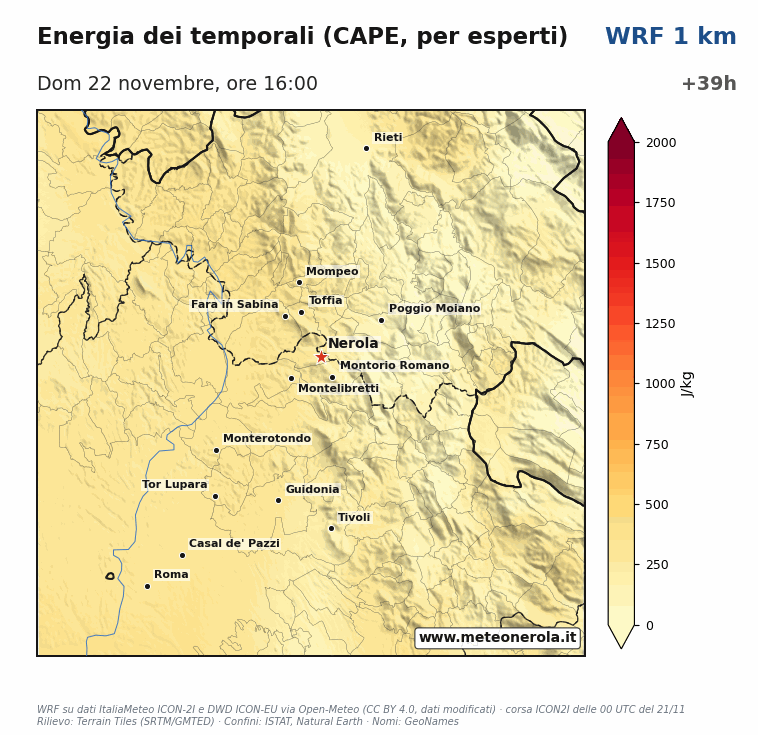 Energia dei temporali (CAPE, per esperti)
WRF 1 km
Dom 22 novembre, ore 16:00
+39h
Rieti
Mompeo
Toffia
Fara in Sabina
Poggio Moiano
Nerola
Montorio Romano
Montelibretti
Monterotondo
Tor Lupara
Guidonia
Tivoli
Casal de' Pazzi
Roma
www.meteonerola.it
2000
1750
1500
1250
1000
750
500
250
0
J/kg
WRF su dati ItaliaMeteo ICON-2I e DWD ICON-EU via Open-Meteo (CC BY 4.0, dati modificati) · corsa ICON2I delle 00 UTC del 21/11
Rilievo: Terrain Tiles (SRTM/GMTED) · Confini: ISTAT, Natural Earth · Nomi: GeoNames